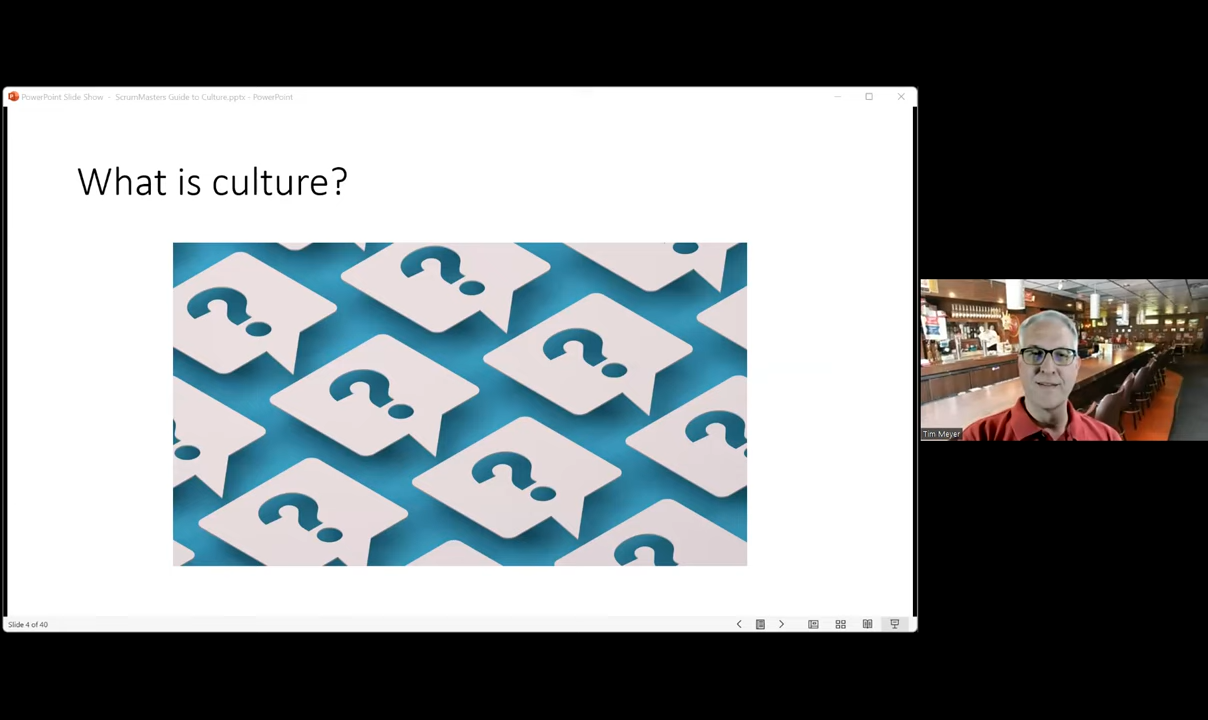 PowerPoint Slide Show - ScrumMasters Guide to Culture.pptx - PowerPoint
What is culture?
? ? ? ? ? ? ? ? ?
Tim Meyer
Slide 4 of 40